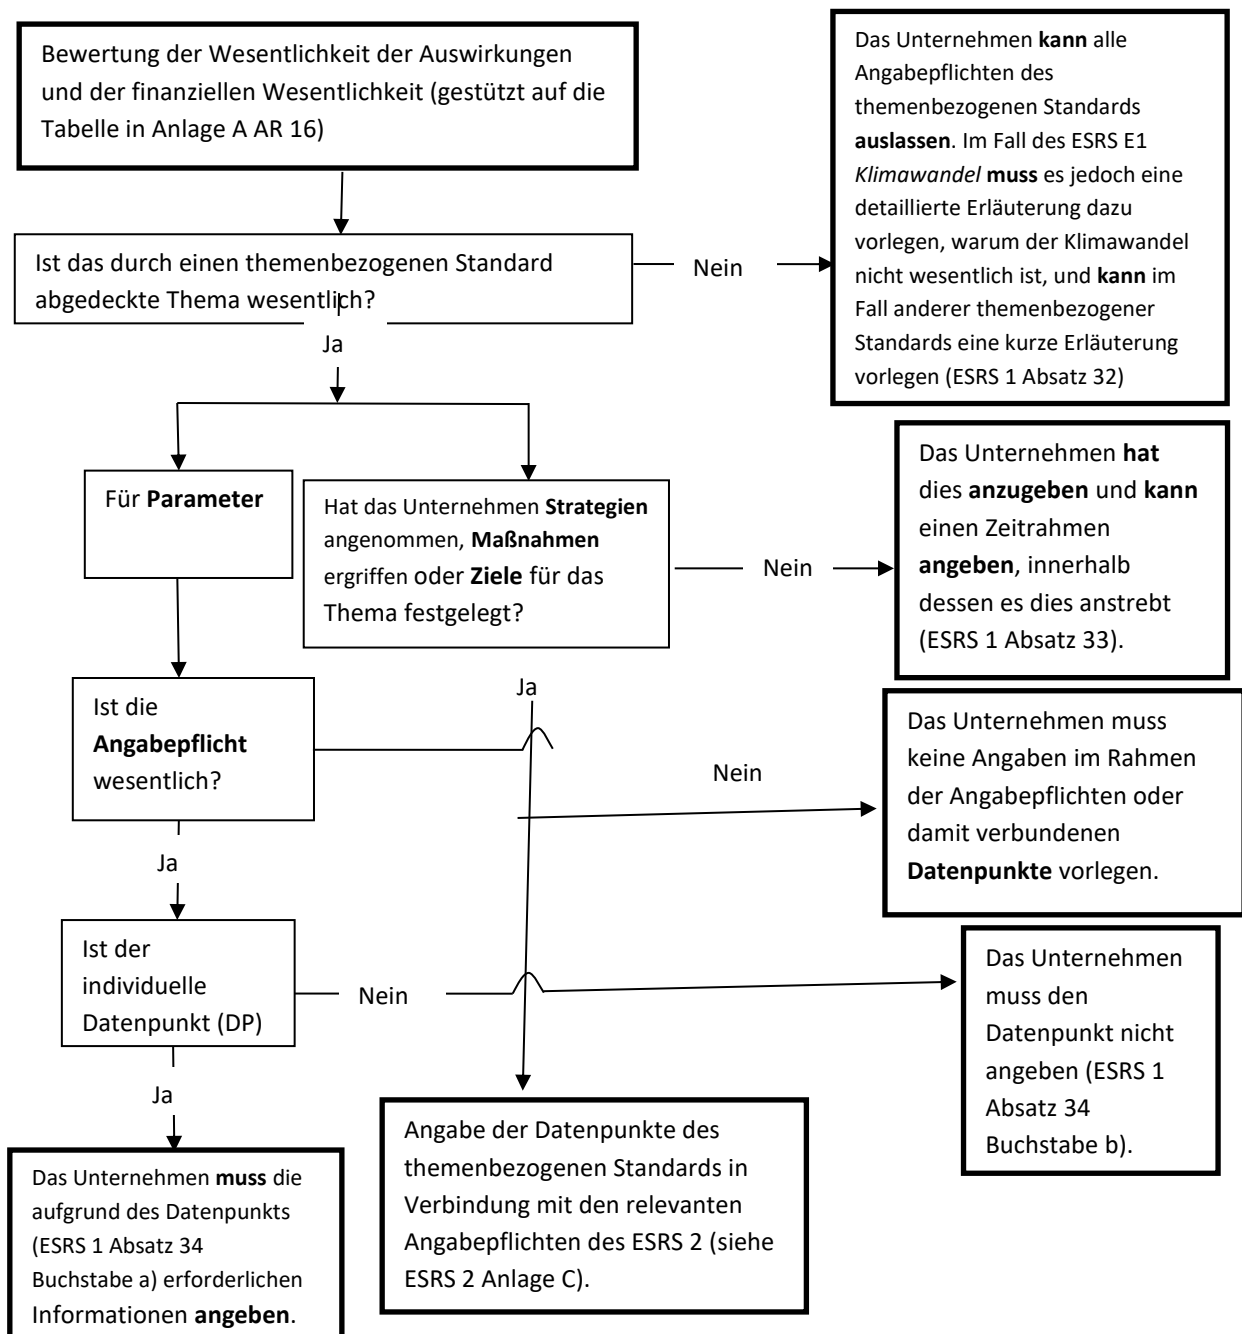 Bewertung der Wesentlichkeit der Auswirkungen
und der finanziellen Wesentlichkeit (gestützt auf die
Tabelle in Anlage A AR 16)
Das Unternehmen kann alle
Angabepflichten des
themenbezogenen Standards
auslassen. Im Fall des ESRS E1
Klimawandel muss es jedoch eine
detaillierte Erläuterung dazu
vorlegen, warum der Klimawandel
nicht wesentlich ist, und kann im
Fall anderer themenbezogener
Standards eine kurze Erläuterung
vorlegen (ESRS 1 Absatz 32)
Ist das durch einen themenbezogenen Standard
abgedeckte Thema wesentlich?
Nein
Ja
Für Parameter
Hat das Unternehmen Strategien
angenommen, Maßnahmen
ergriffen oder Ziele für das
Thema festgelegt?
Nein
Das Unternehmen hat
dies anzugeben und kann
einen Zeitrahmen
angeben, innerhalb
dessen es dies anstrebt
(ESRS 1 Absatz 33).
Ja
Ist die
Angabepflicht
wesentlich?
Nein
Das Unternehmen muss
keine Angaben im Rahmen
der Angabepflichten oder
damit verbundenen
Datenpunkte vorlegen.
Ja
Ist der
individuelle
Datenpunkt (DP)
Nein
Das Unternehmen
muss den
Datenpunkt nicht
angeben (ESRS 1
Absatz 34
Buchstabe b).
Ja
Das Unternehmen muss die
aufgrund des Datenpunkts
(ESRS 1 Absatz 34
Buchstabe a) erforderlichen
Informationen angeben.
Angabe der Datenpunkte des
themenbezogenen Standards in
Verbindung mit den relevanten
Angabepflichten des ESRS 2 (siehe
ESRS 2 Anlage C).